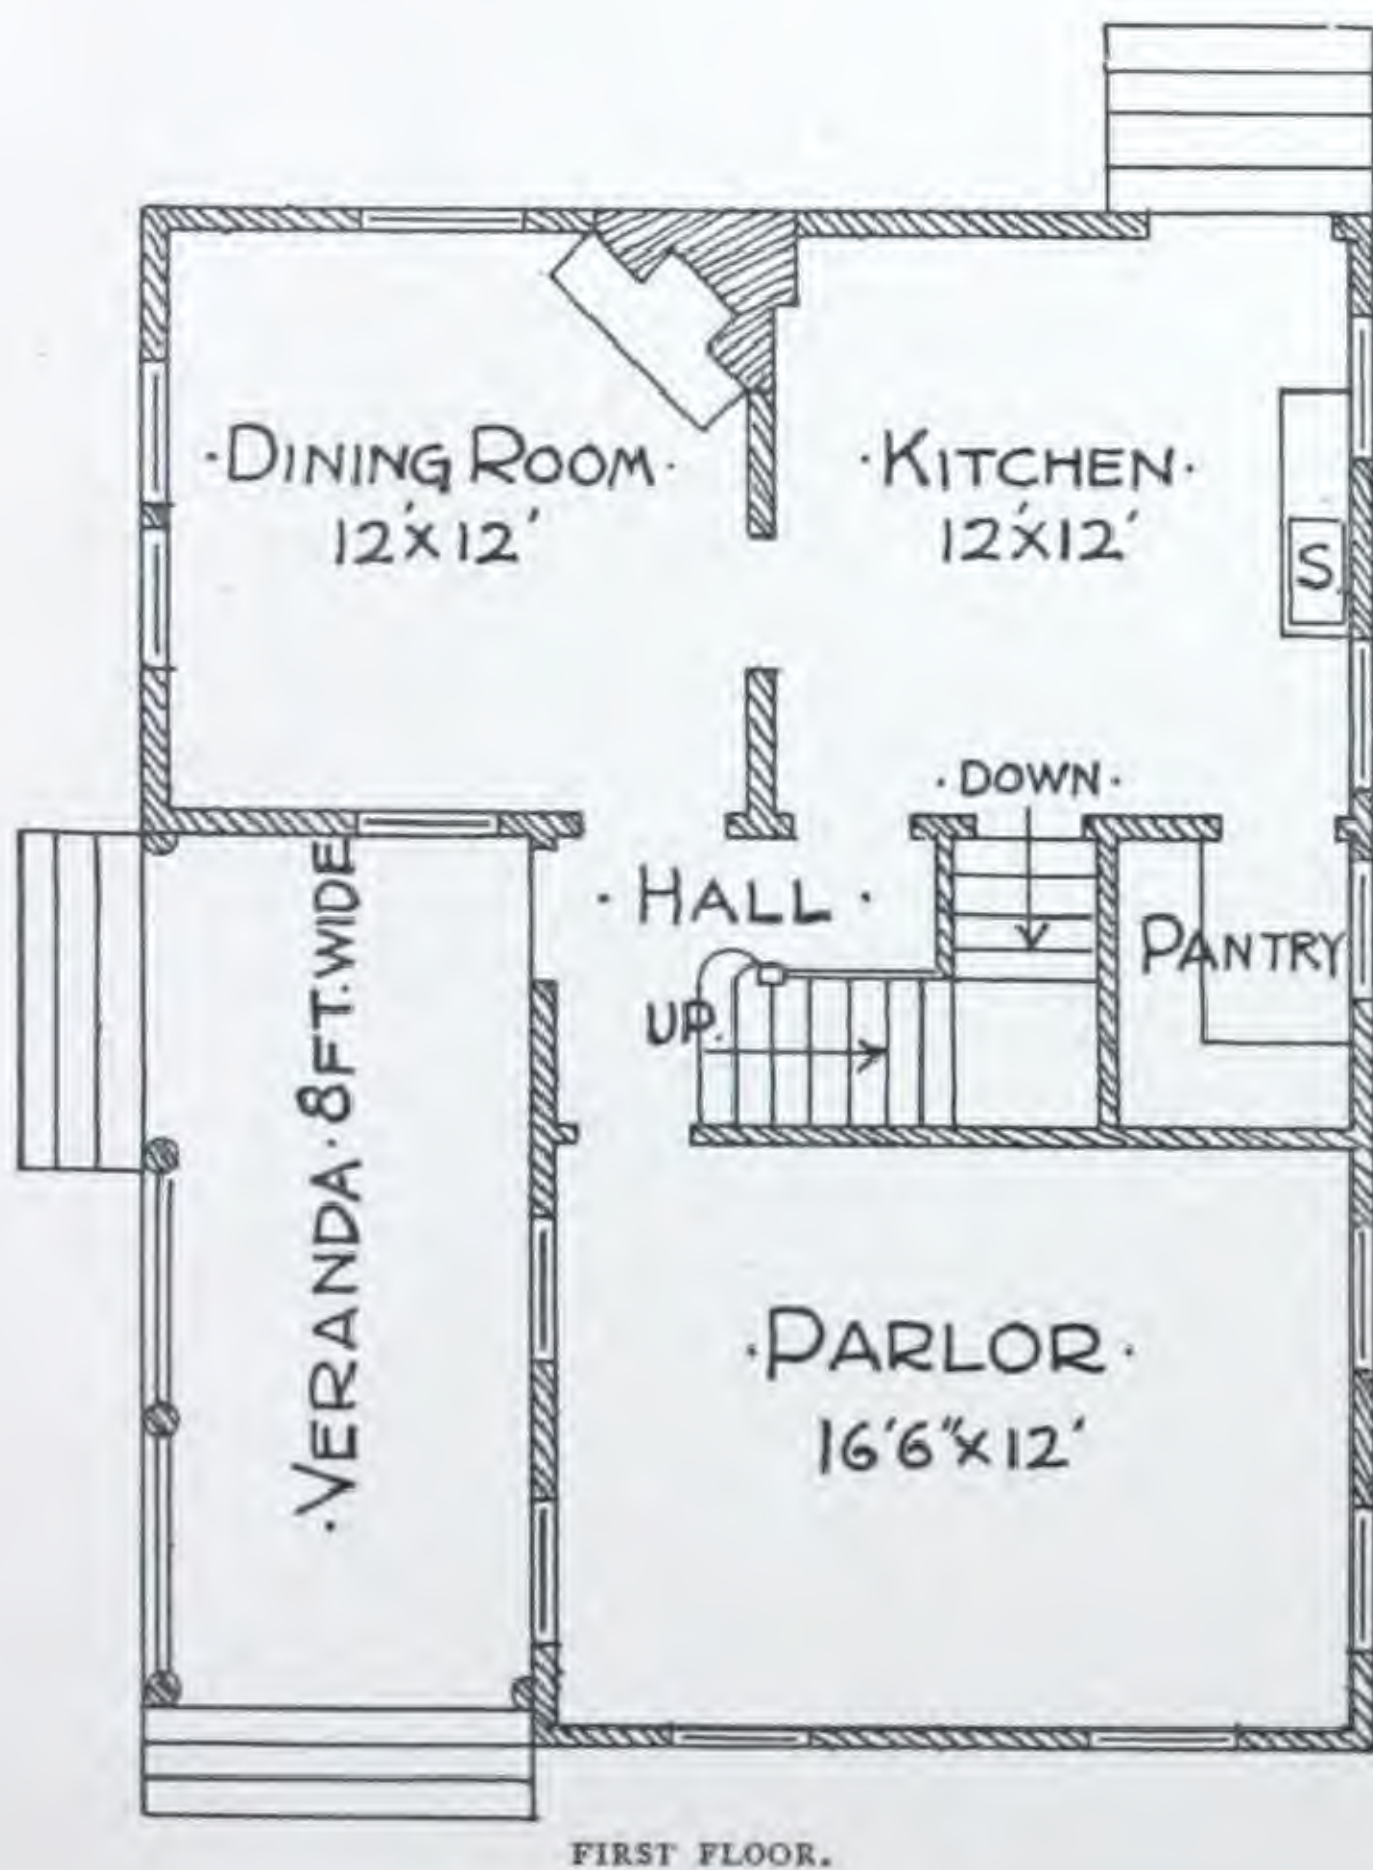 ·DINING ROOM·
12'x12'
·KITCHEN·
12'x12'
S
·DOWN·
·HALL·
UP.
PANTRY
·VERANDA·8FT.WIDE
·PARLOR·
16'6"x12'
FIRST FLOOR.